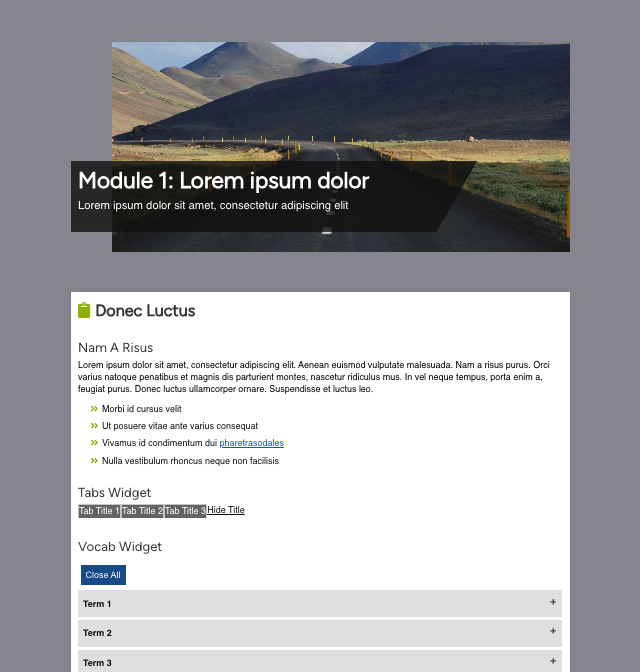 Module 1: Lorem ipsum dolor
Lorem ipsum dolor sit amet, consectetur adipiscing elit
Donec Luctus
Nam A Risus
Lorem ipsum dolor sit amet, consectetur adipiscing elit. Aenean euismod vulputate malesuada. Nam a risus purus. Orci
varius natoque penatibus et magnis dis parturient montes, nascetur ridiculus mus. In vel neque tempus, porta enim a,
feugiat purus. Donec luctus ullamcorper ornare. Suspendisse et luctus leo.
Morbi id cursus velit
Ut posuere vitae ante varius consequat
Vivamus id condimentum dui pharetrasodales
Nulla vestibulum rhoncus neque non facilisis
Tabs Widget
Tab Title 1 Tab Title 2 Tab Title 3 Hide Title
Vocab Widget
Close All
Term 1 +
Term 2 +
Term 3 +